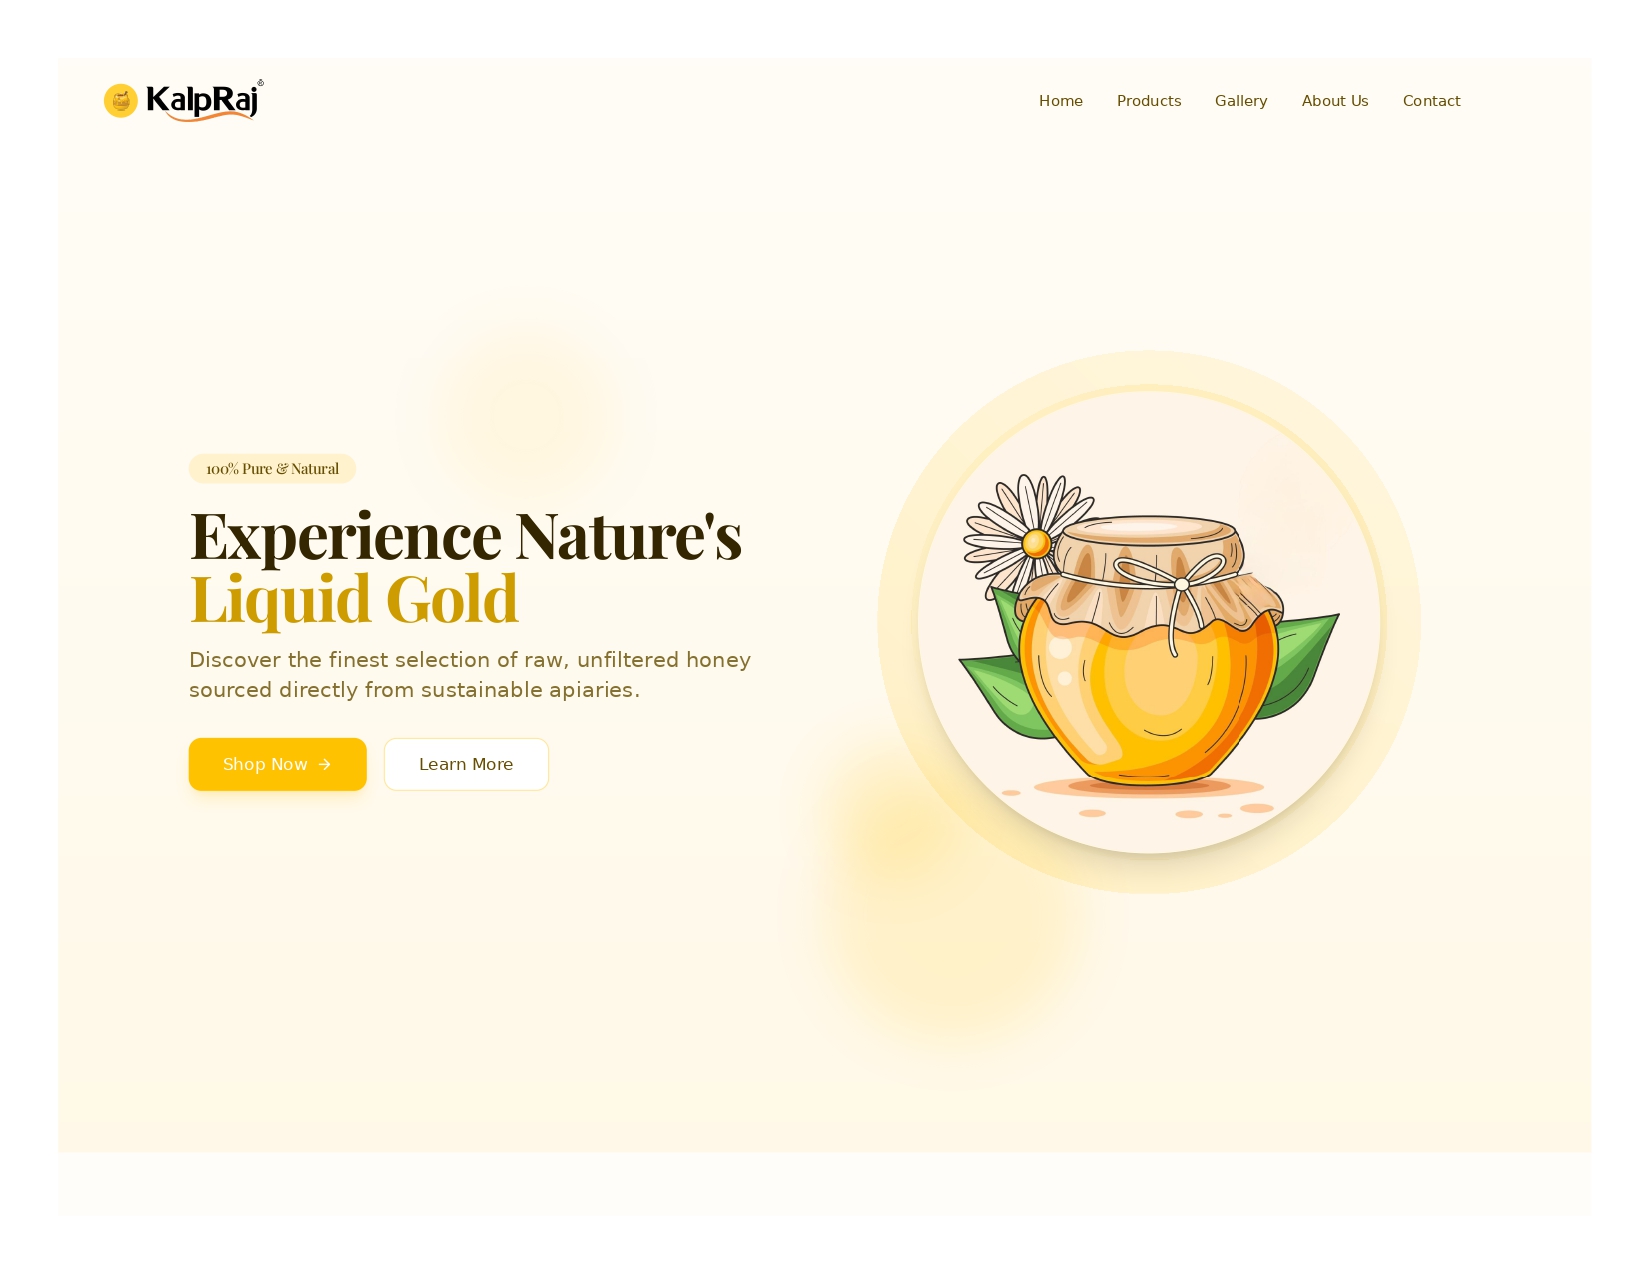 KalpRaj®
Home Products Gallery About Us Contact
100% Pure & Natural
Experience Nature's
Liquid Gold
Discover the finest selection of raw, unfiltered honey
sourced directly from sustainable apiaries.
Shop Now →
Learn More